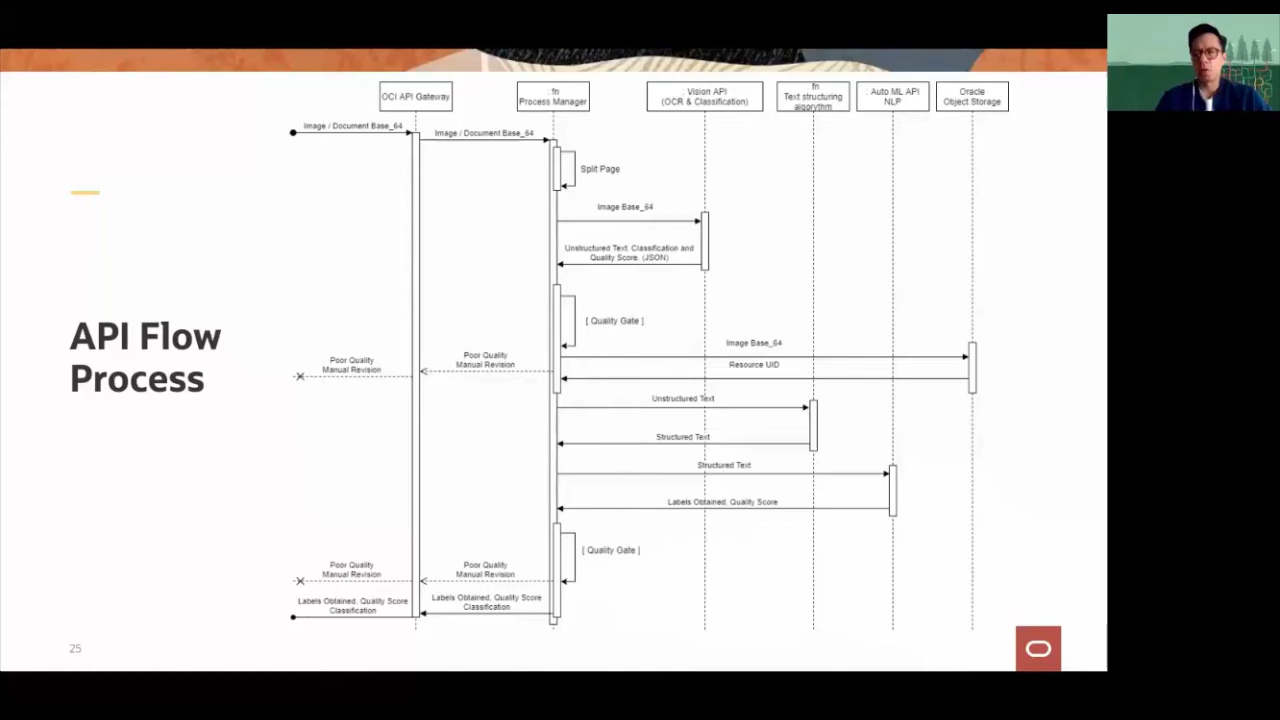 OCI API Gateway
: fn
Process Manager
: Vision API
(OCR & Classification)
fn
Text structuring
algorythm
: Auto ML API
NLP
Oracle
Object Storage
Image / Document Base_64
Image / Document Base_64
Split Page
Image Base_64
Unstructured Text. Classification and
Quality Score. (JSON)
[ Quality Gate ]
API Flow
Process
Image Base_64
Poor Quality
Manual Revision
Poor Quality
Manual Revision
Resource UID
Unstructured Text
Structured Text
Structured Text
Labels Obtained. Quality Score
[ Quality Gate ]
Poor Quality
Manual Revision
Poor Quality
Manual Revision
Labels Obtained. Quality Score
Classification
Labels Obtained. Quality Score
Classification
25